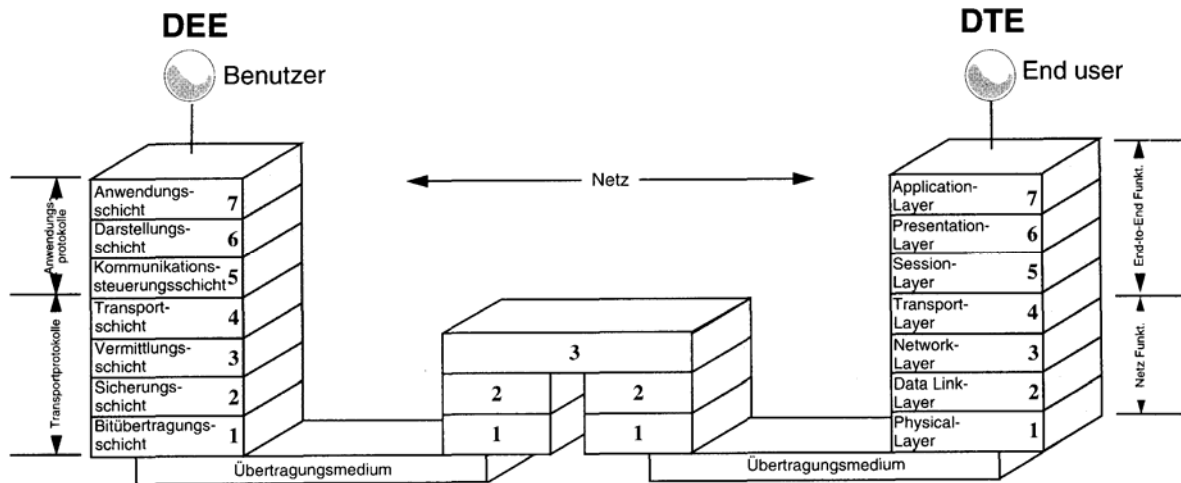 DEE
Benutzer
Anwendungs-
protokolle
Transportprotokolle
Anwendungs-
schicht 7
Darstellungs-
schicht 6
Kommunikations-
steuerungsschicht 5
Transport-
schicht 4
Vermittlungs-
schicht 3
Sicherungs-
schicht 2
Bitübertragungs-
schicht 1
Netz
3
2 2
1 1
Übertragungsmedium
Übertragungsmedium
DTE
End user
Application-
Layer 7
Presentation-
Layer 6
Session-
Layer 5
Transport-
Layer 4
Network-
Layer 3
Data Link-
Layer 2
Physical-
Layer 1
End-to-End Funkt.
Netz Funkt.